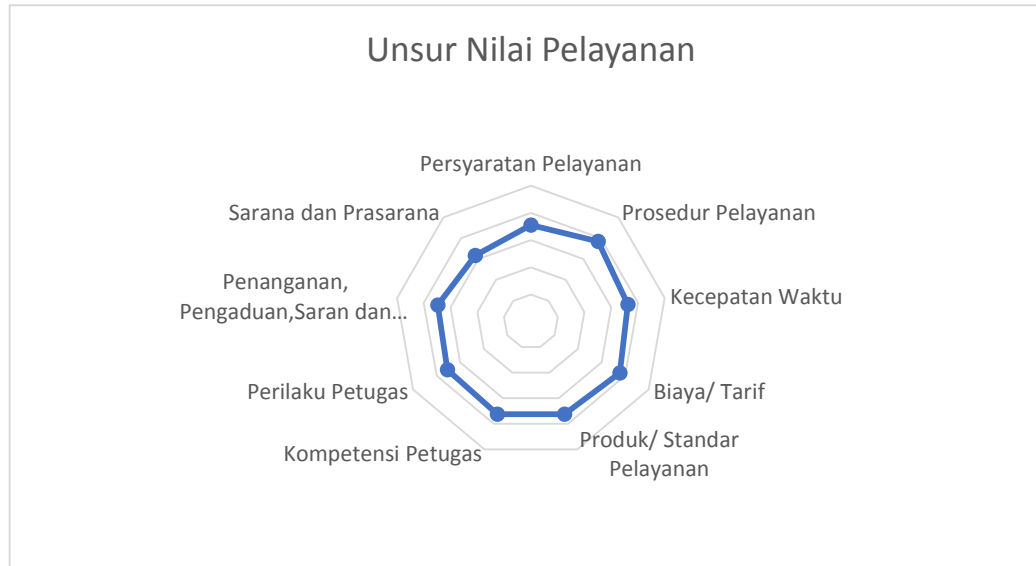 Unsur Nilai Pelayanan
Persyaratan Pelayanan
Prosedur Pelayanan
Kecepatan Waktu
Biaya/ Tarif
Produk/ Standar
Pelayanan
Kompetensi Petugas
Perilaku Petugas
Penanganan,
Pengaduan,Saran dan...
Sarana dan Prasarana